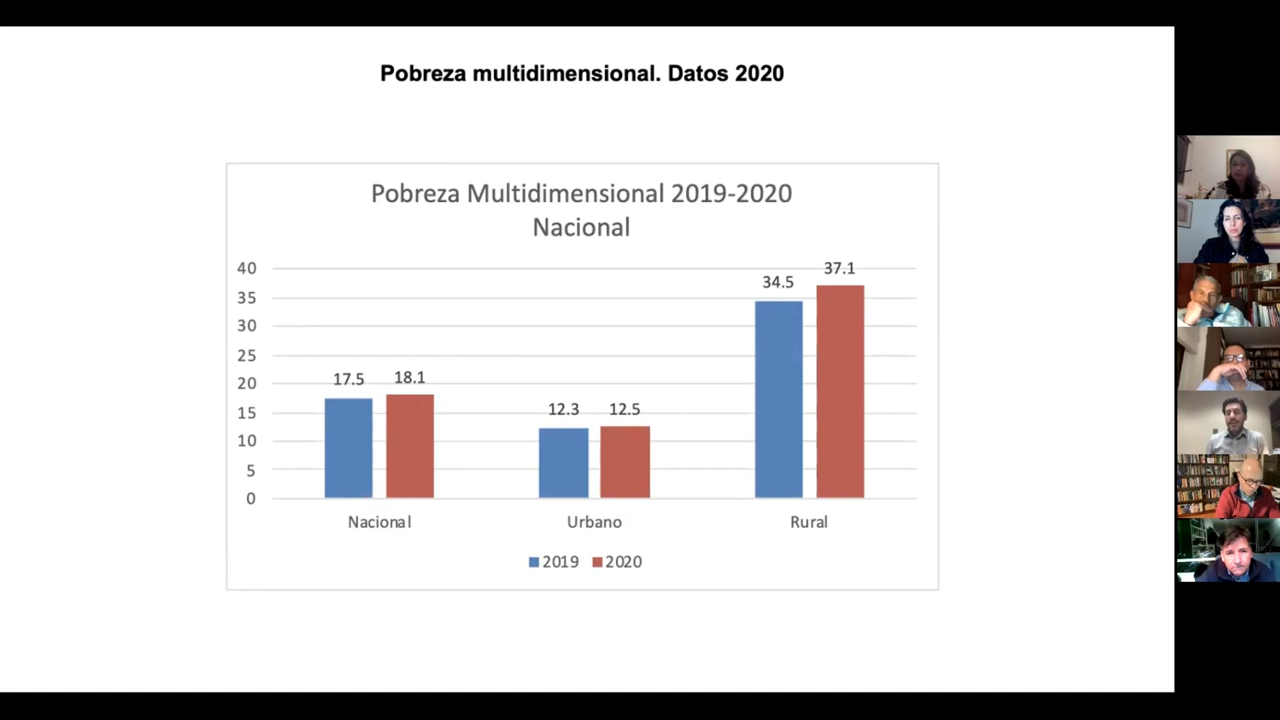 Pobreza multidimensional. Datos 2020
Pobreza Multidimensional 2019-2020
Nacional
40
35
30
25
20
15
10
5
0
17.5
18.1
12.3
12.5
34.5
37.1
Nacional
Urbano
Rural
2019
2020